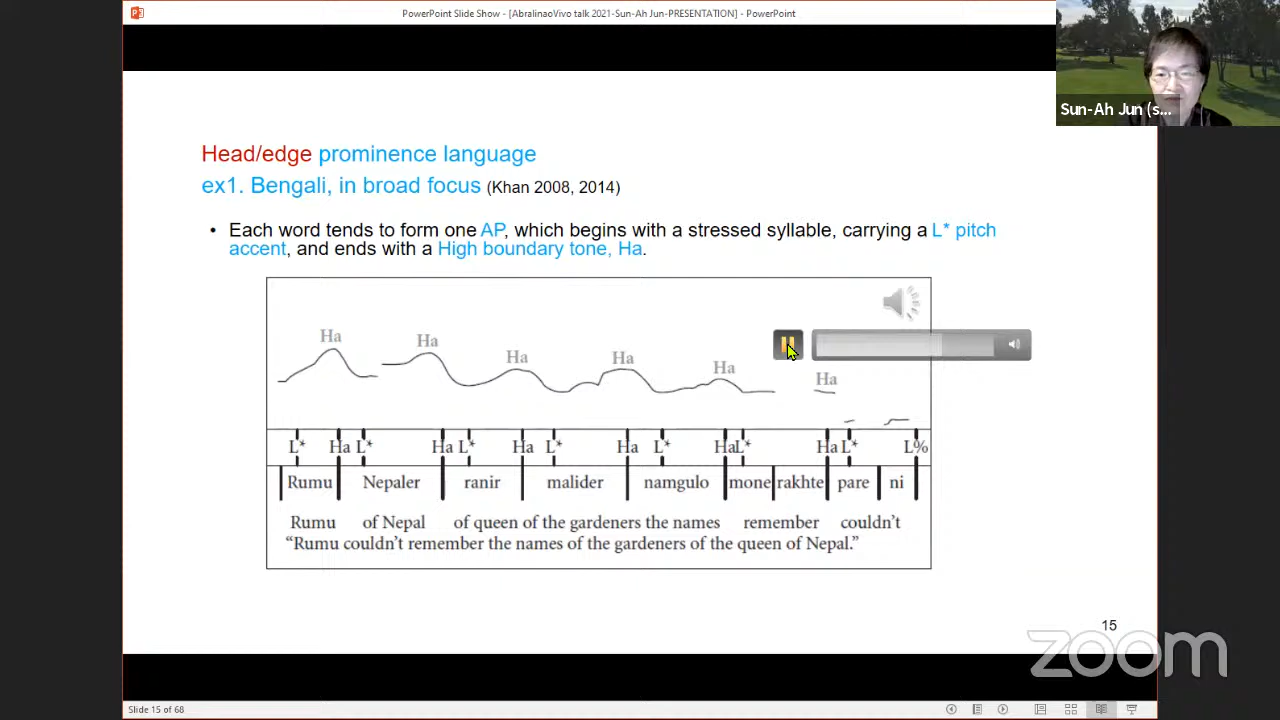 PowerPoint Slide Show - [AbralinaoVivo talk 2021-Sun-Ah Jun-PRESENTATION] - PowerPoint
Sun-Ah Jun (s...
Head/edge prominence language
ex1. Bengali, in broad focus (Khan 2008, 2014)
• Each word tends to form one AP, which begins with a stressed syllable, carrying a L* pitch
accent, and ends with a High boundary tone, Ha.
Ha Ha Ha Ha Ha Ha
L* Ha L* Ha L* Ha L* Ha L* Ha L* Ha L* L%
Rumu Nepaler ranir malider namgulo mone rakhte pare ni
Rumu of Nepal of queen of the gardeners the names remember couldn't
“Rumu couldn't remember the names of the gardeners of the queen of Nepal.”
15
zoom
Slide 15 of 68